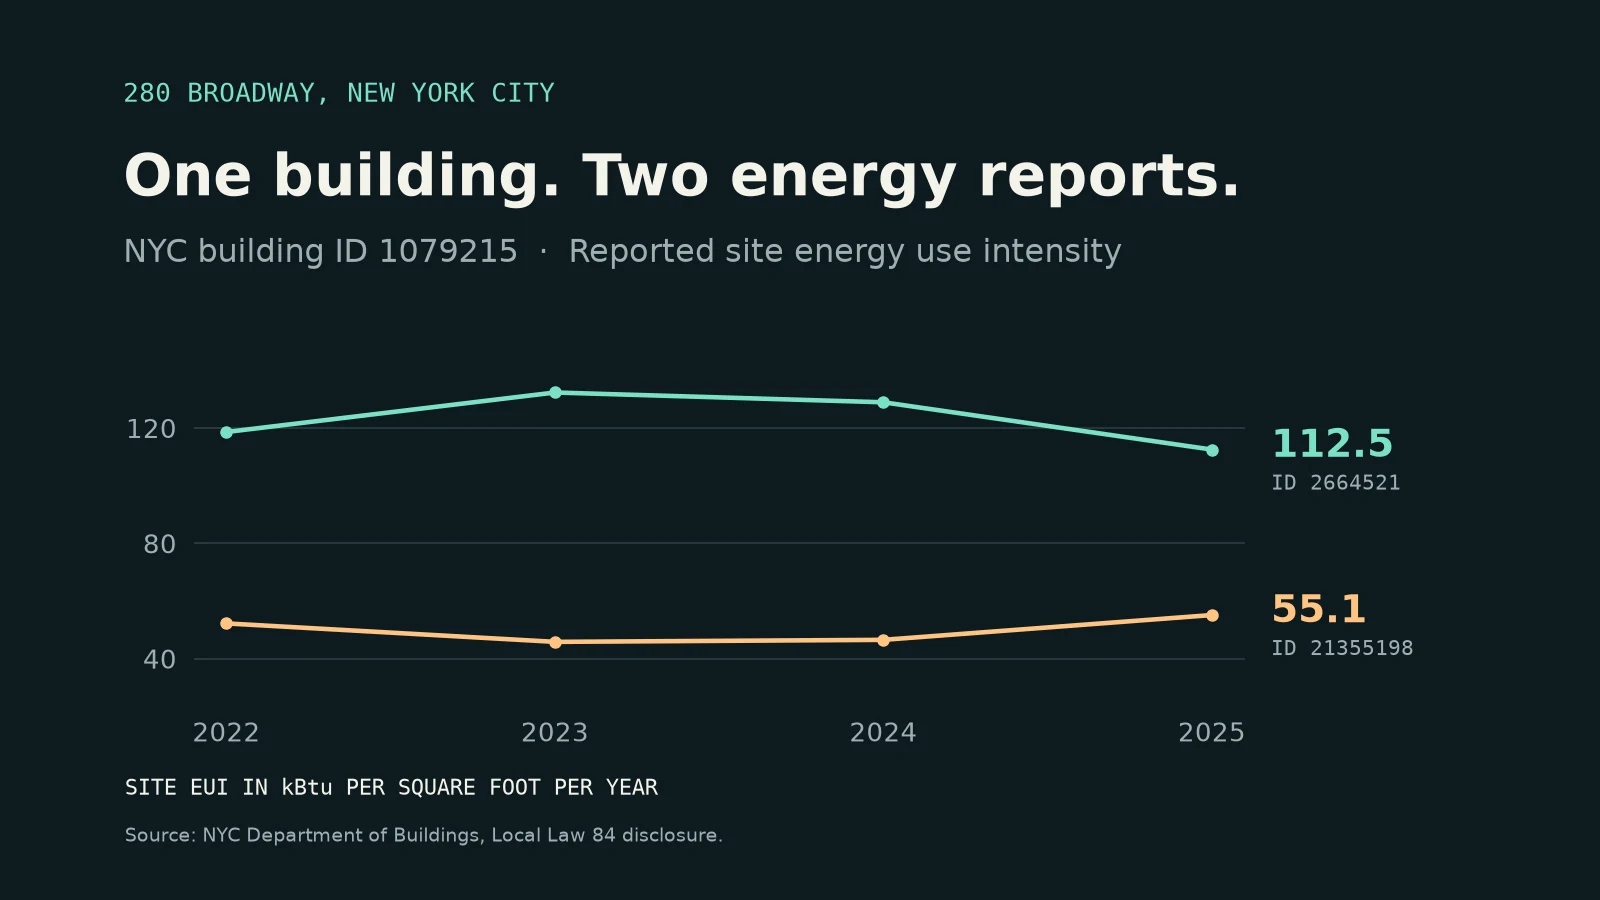 280 BROADWAY, NEW YORK CITY
One building. Two energy reports.
NYC building ID 1079215 · Reported site energy use intensity
120
112.5
ID 2664521
80
55.1
ID 21355198
40
2022 2023 2024 2025
SITE EUI IN kBtu PER SQUARE FOOT PER YEAR
Source: NYC Department of Buildings, Local Law 84 disclosure.